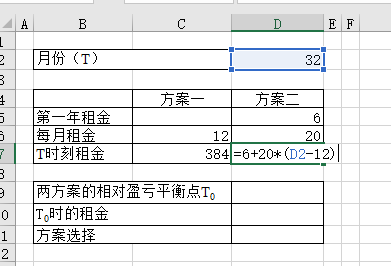 A B C D E F
1
2 月份（T） 32
3
4 方案一 方案二
5 第一年租金 6
6 每月租金 12 20
7 T时刻租金 384 =6+20*(D2-12)
8
9 两方案的相对盈亏平衡点T₀
0 T₀时的租金
1 方案选择
2